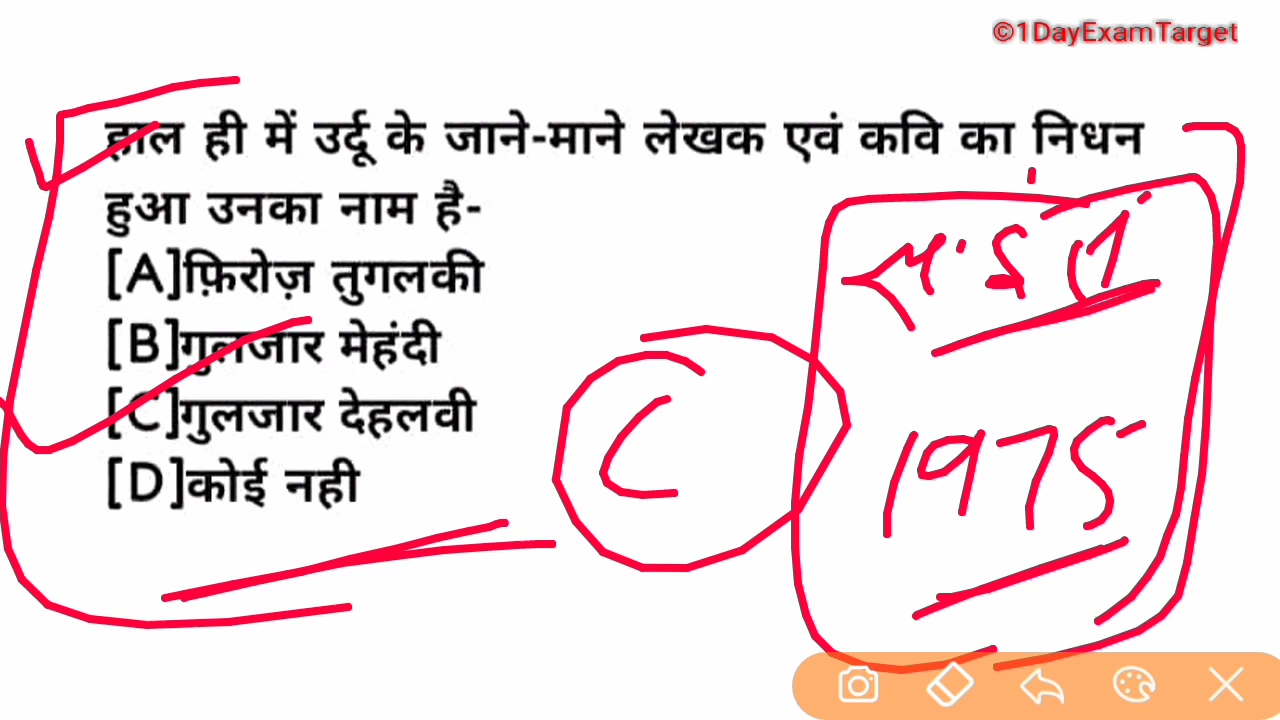 ©1DayExamTarget
हाल ही में उर्दू के जाने-माने लेखक एवं कवि का निधन
हुआ उनका नाम है-
[A]फ़िरोज़ तुगलकी
[B]गुलजार मेहंदी
[C]गुलजार देहलवी
[D]कोई नही
C
1975